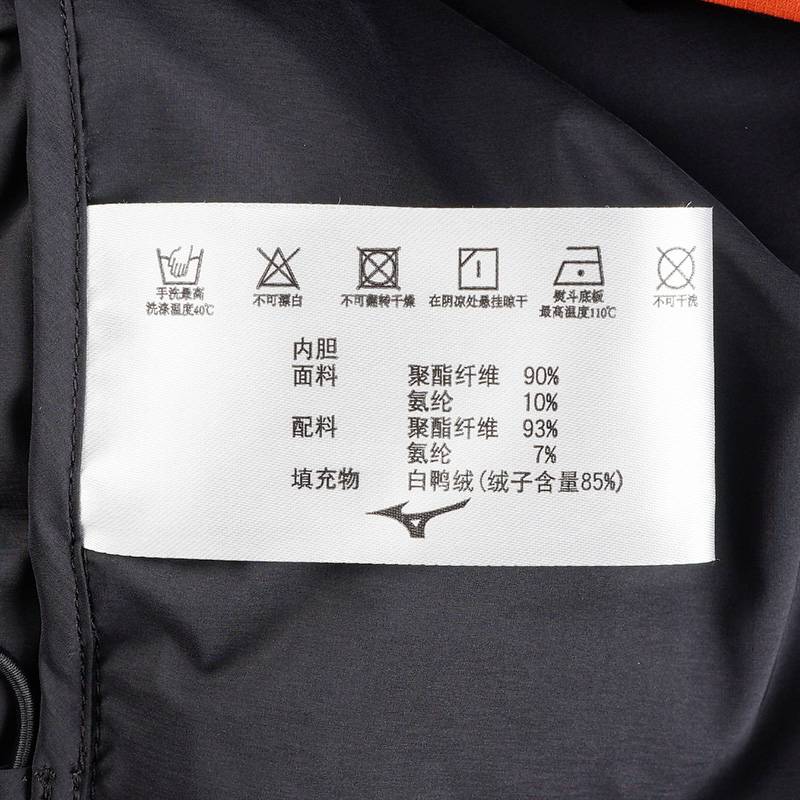 手洗最高
洗涤温度40℃
不可漂白
不可翻转干燥
在阴凉处悬挂晾干
熨斗底板
最高温度110℃
不可干洗
内胆
面料 聚酯纤维 90%
氨纶 10%
配料 聚酯纤维 93%
氨纶 7%
填充物 白鸭绒(绒子含量85%)